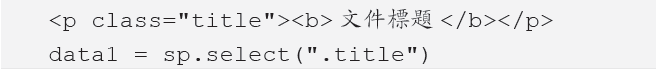 <p class="title"><b>文件標題</b></p>
data1 = sp.select(".title")